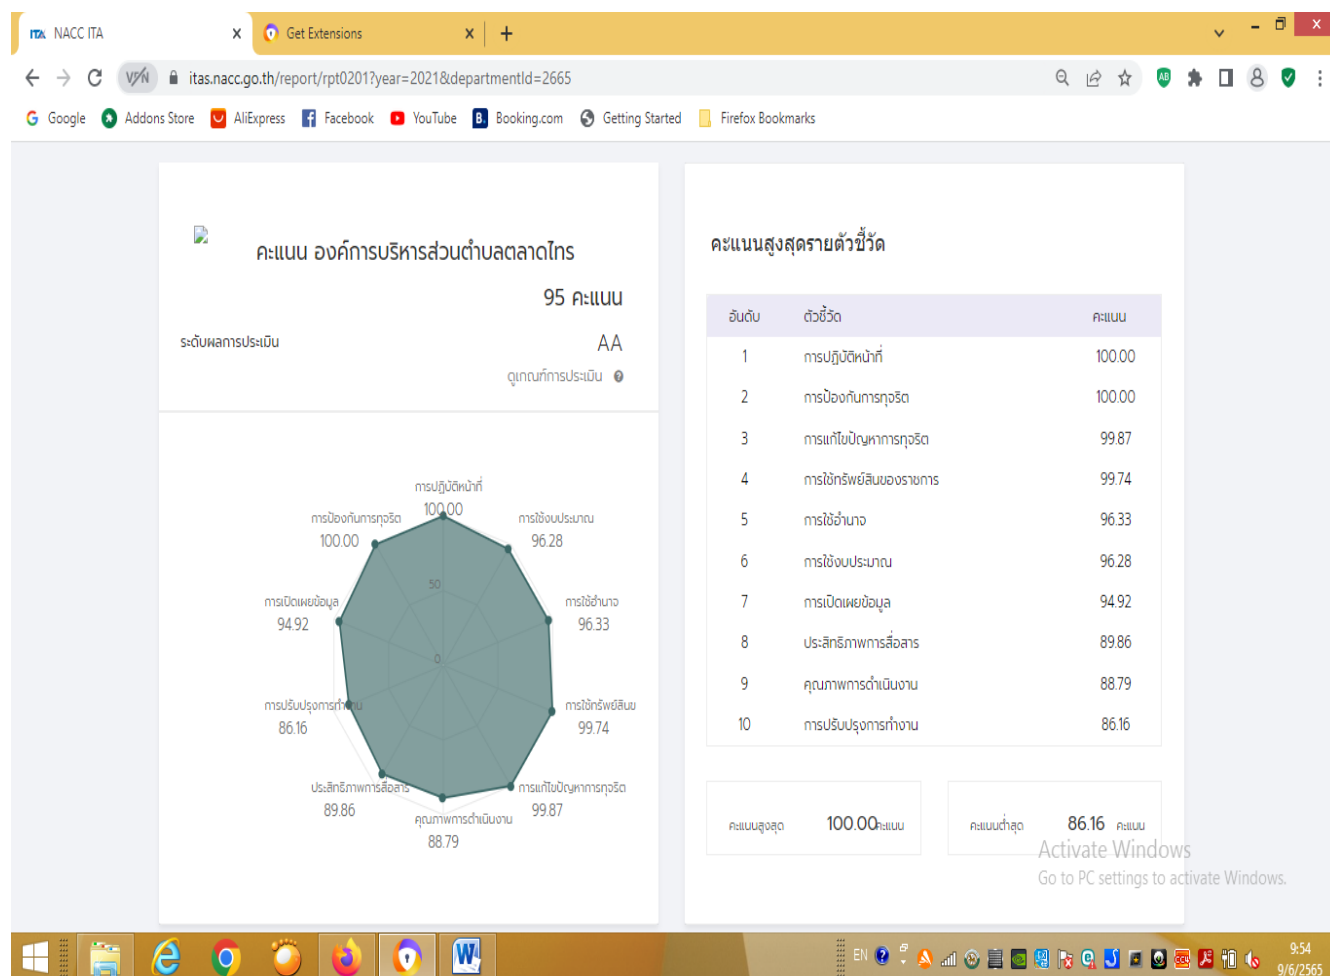 ITA NACC ITA
Get Extensions
VPN itas.nacc.go.th/report/rpt0201?year=2021&departmentId=2665
G Google Addons Store AliExpress Facebook YouTube B. Booking.com Getting Started Firefox Bookmarks
คะแนน องค์การบริหารส่วนตำบลตลาดไทร
95 คะแนน
ระดับผลการประเมิน AA
ดูเกณฑ์การประเมิน ?
การปฏิบัติหน้าที่
100.00
การป้องกันการทุจริต
100.00
การใช้งบประมาณ
96.28
50
การเปิดเผยข้อมูล
94.92
การใช้อำนาจ
96.33
0
การปรับปรุงการทำงาน
86.16
การใช้ทรัพย์สินข
99.74
ประสิทธิภาพการสื่อสาร
89.86
การแก้ไขปัญหาการทุจริต
99.87
คุณภาพการดำเนินงาน
88.79
คะแนนสูงสุดรายตัวชี้วัด
อันดับ ตัวชี้วัด คะแนน
1 การปฏิบัติหน้าที่ 100.00
2 การป้องกันการทุจริต 100.00
3 การแก้ไขปัญหาการทุจริต 99.87
4 การใช้ทรัพย์สินของราชการ 99.74
5 การใช้อำนาจ 96.33
6 การใช้งบประมาณ 96.28
7 การเปิดเผยข้อมูล 94.92
8 ประสิทธิภาพการสื่อสาร 89.86
9 คุณภาพการดำเนินงาน 88.79
10 การปรับปรุงการทำงาน 86.16
คะแนนสูงสุด 100.00 คะแนน
คะแนนต่ำสุด 86.16 คะแนน
Activate Windows
Go to PC settings to activate Windows.
EN
9:54
9/6/2565